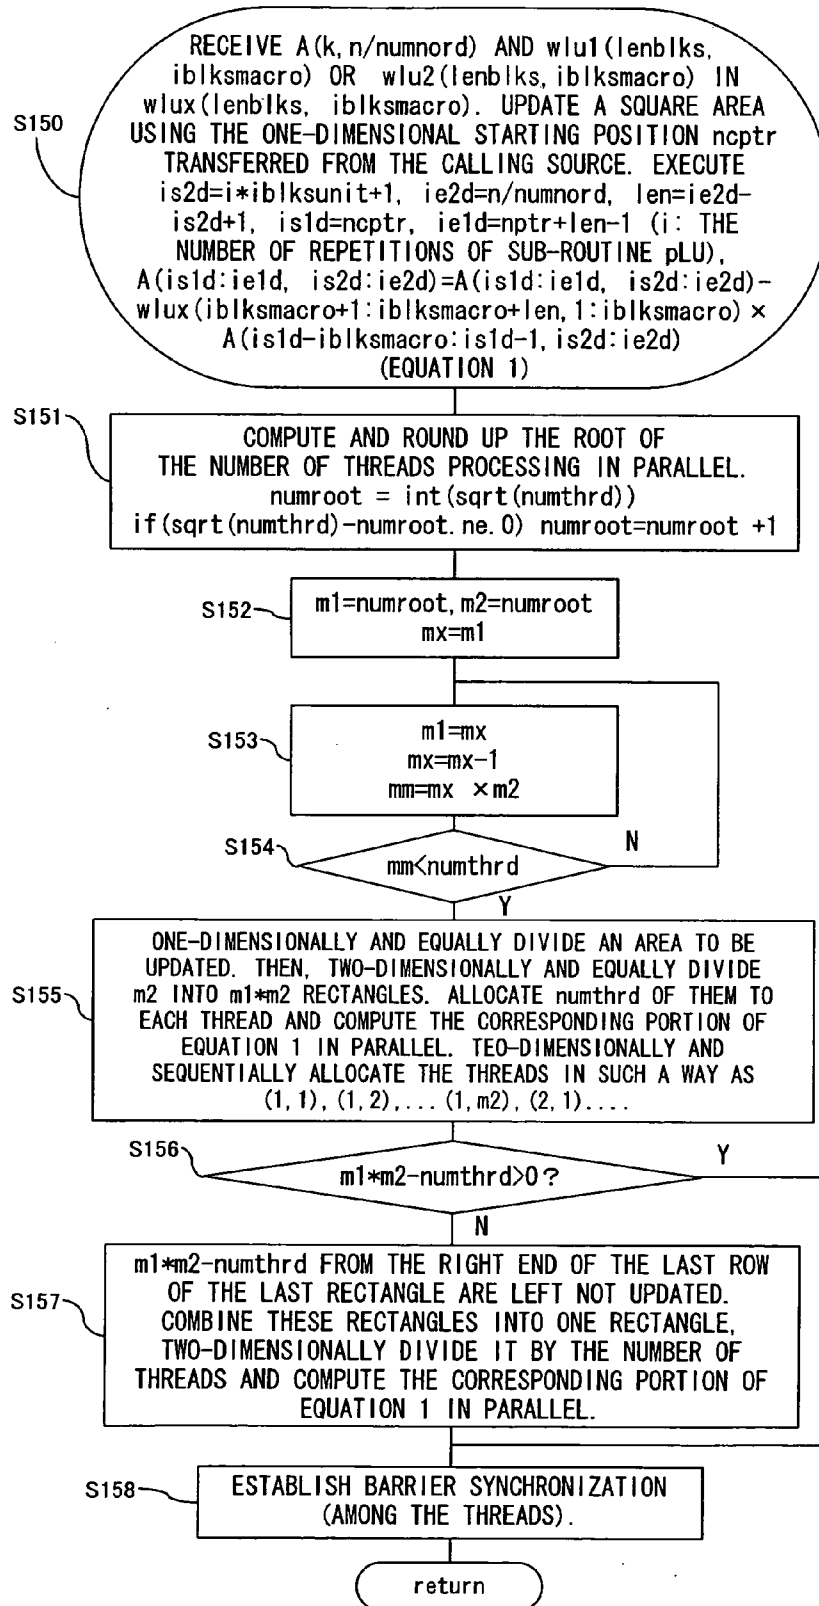 RECEIVE A(k, n/numnord) AND wlu1(lenblks,
iblksmacro) OR wlu2(lenblks, iblksmacro) IN
wlux(lenblks, iblksmacro). UPDATE A SQUARE AREA
S150
USING THE ONE-DIMENSIONAL STARTING POSITION ncptr
TRANSFERRED FROM THE CALLING SOURCE. EXECUTE
is2d=i*iblksunit+1, ie2d=n/numnord, len=ie2d-
is2d+1, is1d=ncptr, ie1d=nptr+len-1 (i: THE
NUMBER OF REPETITIONS OF SUB-ROUTINE pLU),
A(is1d:ie1d, is2d:ie2d)=A(is1d:ie1d, is2d:ie2d)-
wlux(iblksmacro+1:iblksmacro+len, 1:iblksmacro) ×
A(is1d-iblksmacro:is1d-1, is2d:ie2d)
(EQUATION 1)
S151
COMPUTE AND ROUND UP THE ROOT OF
THE NUMBER OF THREADS PROCESSING IN PARALLEL.
numroot = int(sqrt(numthrd))
if(sqrt(numthrd)-numroot.ne.0) numroot=numroot +1
S152
m1=numroot, m2=numroot
mx=m1
S153
m1=mx
mx=mx-1
mm=mx ×m2
S154
mm<numthrd
N
Y
S155
ONE-DIMENSIONALLY AND EQUALLY DIVIDE AN AREA TO BE
UPDATED. THEN, TWO-DIMENSIONALLY AND EQUALLY DIVIDE
m2 INTO m1*m2 RECTANGLES. ALLOCATE numthrd OF THEM TO
EACH THREAD AND COMPUTE THE CORRESPONDING PORTION OF
EQUATION 1 IN PARALLEL. TEO-DIMENSIONALLY AND
SEQUENTIALLY ALLOCATE THE THREADS IN SUCH A WAY AS
(1, 1), (1, 2),... (1, m2), (2, 1)....
S156
m1*m2-numthrd>0?
Y
N
S157
m1*m2-numthrd FROM THE RIGHT END OF THE LAST ROW
OF THE LAST RECTANGLE ARE LEFT NOT UPDATED.
COMBINE THESE RECTANGLES INTO ONE RECTANGLE,
TWO-DIMENSIONALLY DIVIDE IT BY THE NUMBER OF
THREADS AND COMPUTE THE CORRESPONDING PORTION OF
EQUATION 1 IN PARALLEL.
S158
ESTABLISH BARRIER SYNCHRONIZATION
(AMONG THE THREADS).
return